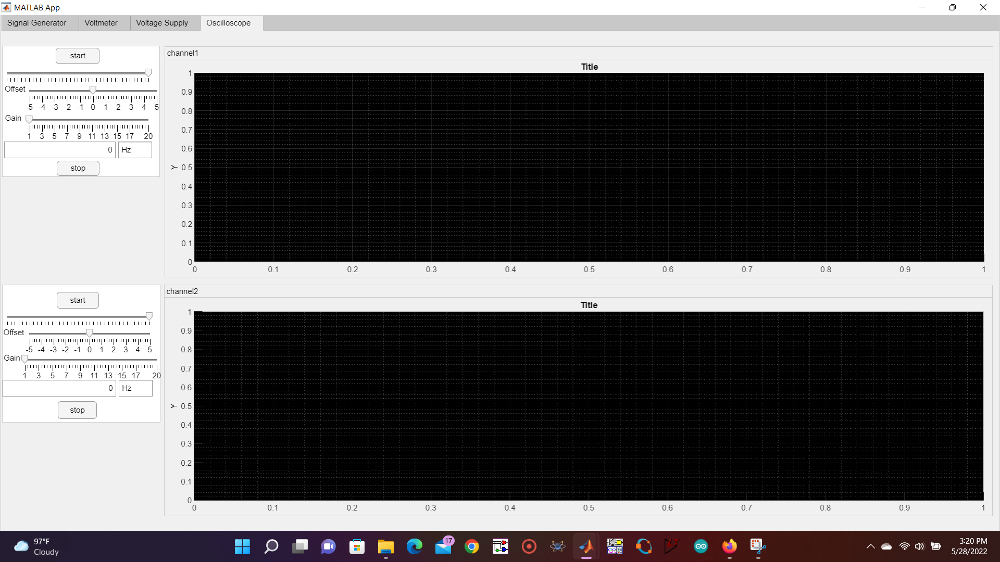 MATLAB App
Signal Generator Voltmeter Voltage Supply Oscilloscope
start
Offset
-5 -4 -3 -2 -1 0 1 2 3 4 5
Gain
1 3 5 7 9 11 13 15 17 20
0 Hz
stop
channel1
Title
1
0.9
0.8
0.7
0.6
Y 0.5
0.4
0.3
0.2
0.1
0
0 0.1 0.2 0.3 0.4 0.5 0.6 0.7 0.8 0.9 1
start
Offset
-5 -4 -3 -2 -1 0 1 2 3 4 5
Gain
1 3 5 7 9 11 13 15 17 20
0 Hz
stop
channel2
Title
1
0.9
0.8
0.7
0.6
Y 0.5
0.4
0.3
0.2
0.1
0
0 0.1 0.2 0.3 0.4 0.5 0.6 0.7 0.8 0.9 1
97°F
Cloudy
17
3:20 PM
5/28/2022